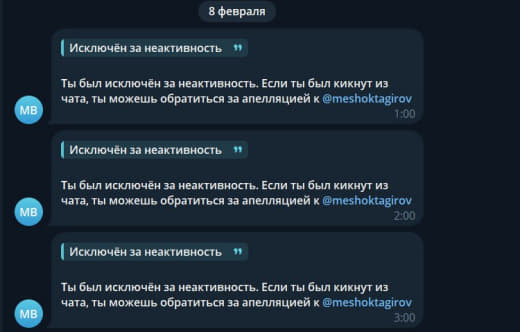 8 февраля
Исключён за неактивность
Ты был исключён за неактивность. Если ты был кикнут из
чата, ты можешь обратиться за апелляцией к @meshoktagirov
1:00
МВ
Исключён за неактивность
Ты был исключён за неактивность. Если ты был кикнут из
чата, ты можешь обратиться за апелляцией к @meshoktagirov
2:00
МВ
Исключён за неактивность
Ты был исключён за неактивность. Если ты был кикнут из
чата, ты можешь обратиться за апелляцией к @meshoktagirov
3:00
МВ